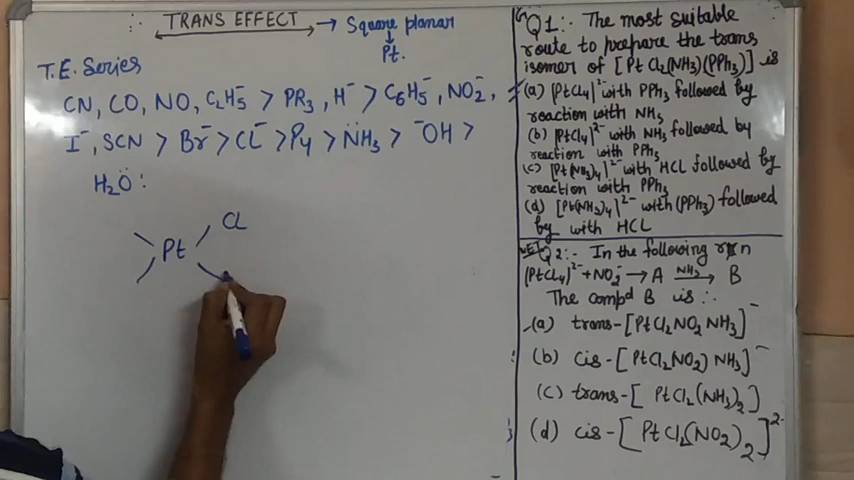 : TRANS EFFECT → Square planar
↓
Pt.
T.E. Series
CN, CO, NO, C₂H₅⁻ > PR₃, H⁻ > C₆H₅⁻, NO₂⁻,
I⁻, SCN > Br⁻ > Cl⁻ > Py > N̈H₃ > ⁻OH >
H₂Ö:
Pt CL
Q1:- The most suitable
route to prepare the trans
isomer of [Pt Cl₂(NH₃)(PPh₃)] is
(a) [PtCl₄]²⁻ with PPh₃ followed by
reaction with NH₃
(b) [PtCl₄]²⁻ with NH₃ followed by
reaction with PPh₃
(c) [Pt(NH₃)₄]²⁻ with HCL followed by
reaction with PPh₃
(d) [Pt(NH₃)₄]²⁻ with (PPh₃) followed
by with HCL
Q2:- In the following rxn
(PtCL₄)²⁻ + NO₂⁻ → A NH₃→ B
The compd B is :.
(a) trans-[PtCl₂NO₂NH₃]⁻
(b) cis-[PtCl₂NO₂)NH₃]⁻
(c) trans-[PtCl₂(NH₃)₂]
(d) cis-[PtCl₂(NO₂)₂]²⁻